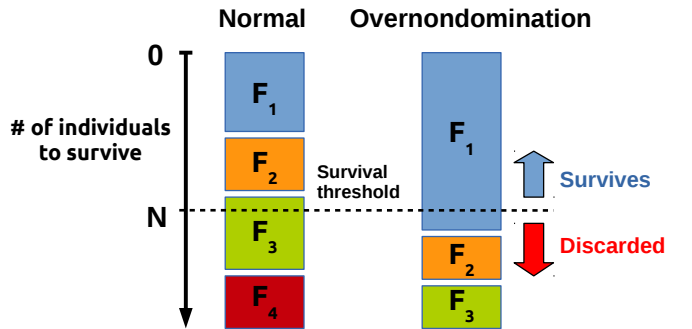 Normal
Overnondomination
0
# of individuals
to survive
N
F1
F2
F3
F4
Survival
threshold
F1
F2
F3
Survives
Discarded